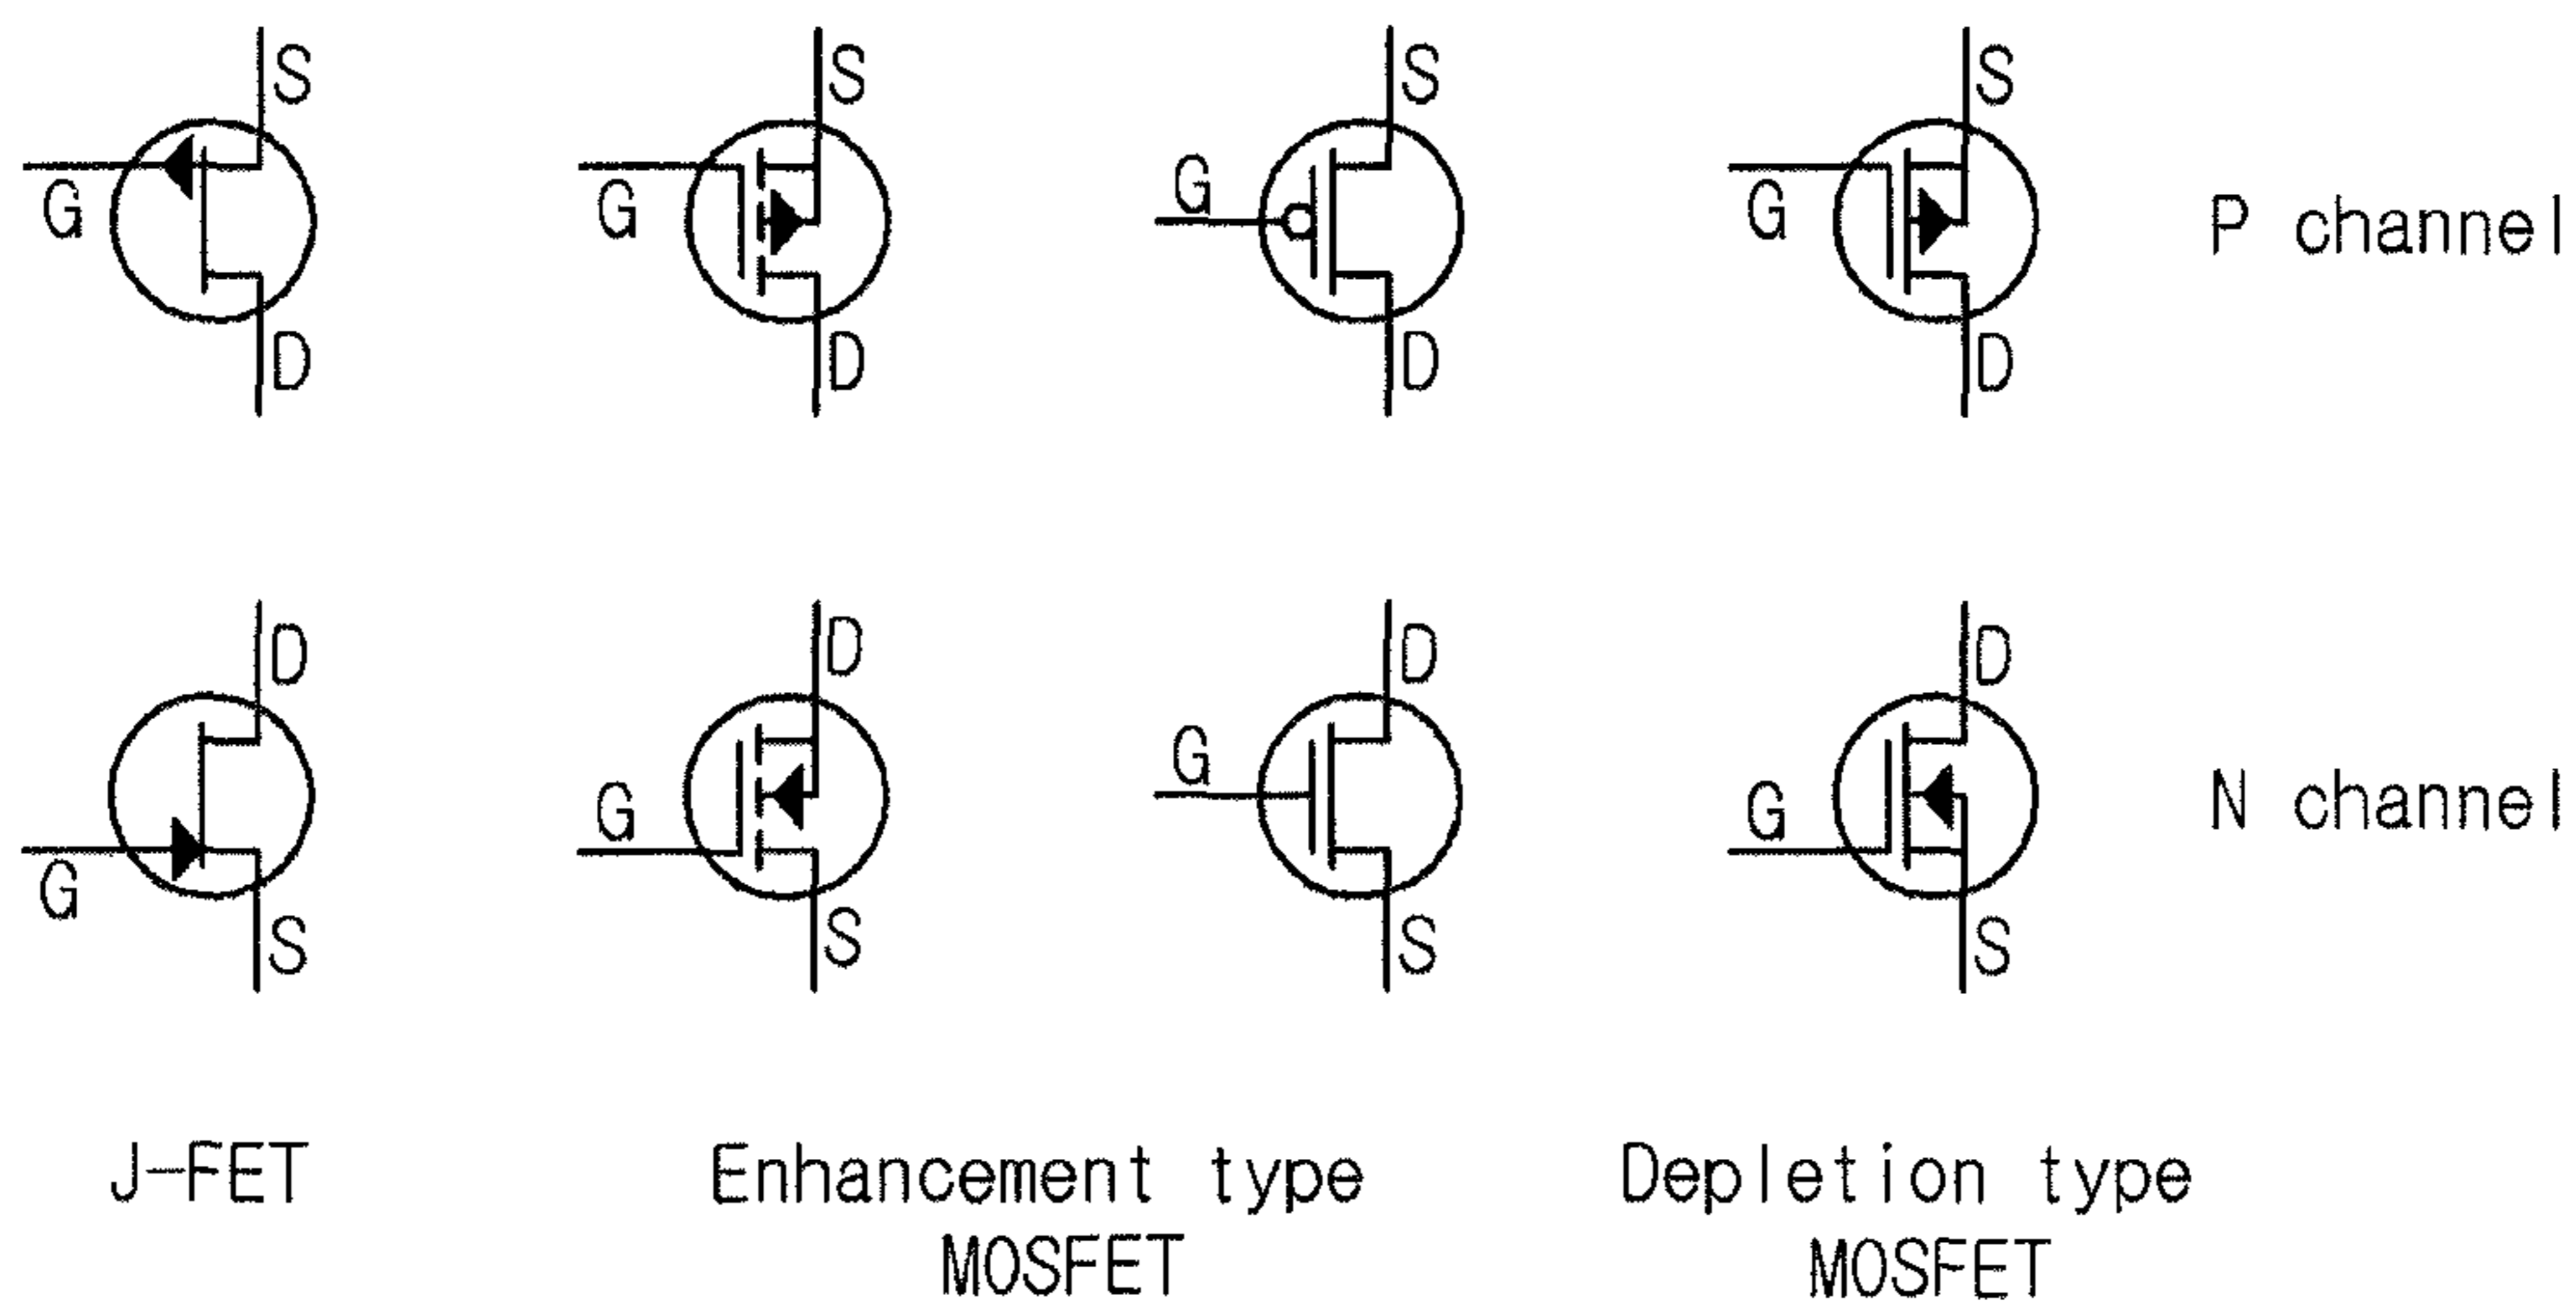 S S S S
G G G G P channel
D D D D
D D D D
G G G G N channel
S S S S
J-FET Enhancement type Depletion type
MOSFET MOSFET